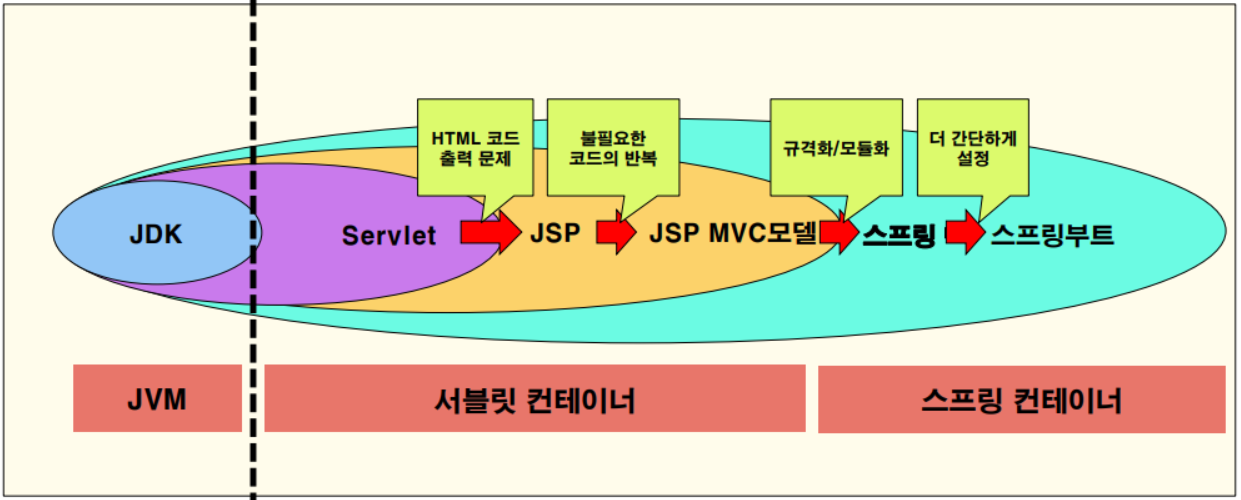 HTML 코드
출력 문제
불필요한
코드의 반복
규격화/모듈화
더 간단하게
설정
JDK
Servlet
JSP
JSP MVC모델
스프링
스프링부트
JVM
서블릿 컨테이너
스프링 컨테이너